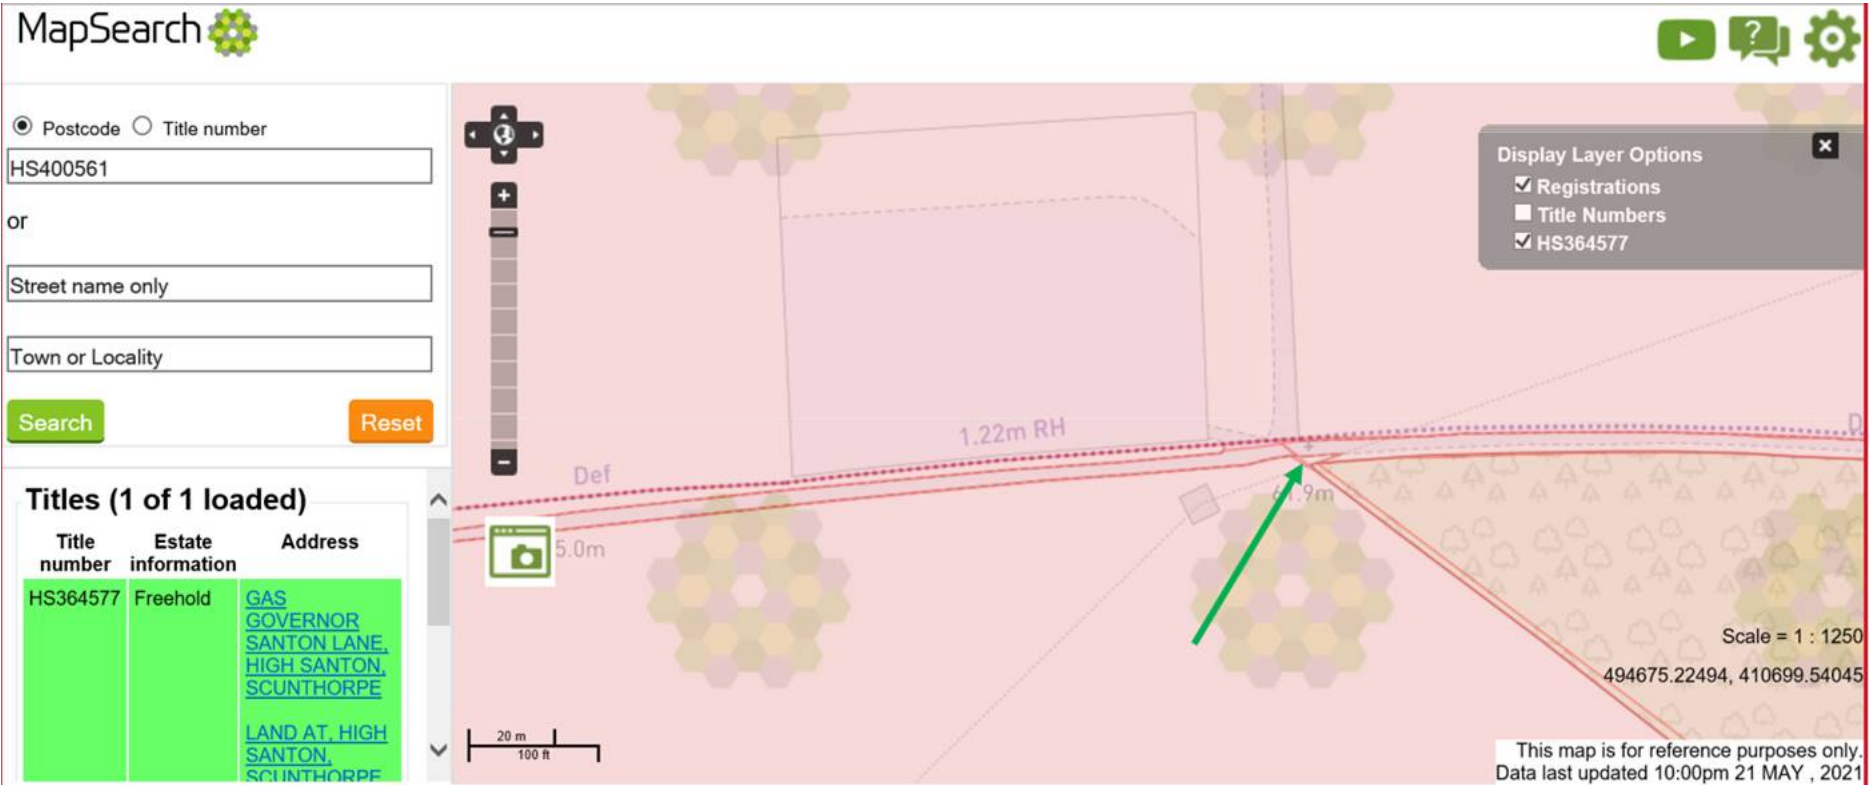 MapSearch
Postcode Title number
HS400561
or
Street name only
Town or Locality
Search Reset
Titles (1 of 1 loaded)
Title number Estate information Address
HS364577 Freehold GAS
GOVERNOR
SANTON LANE,
HIGH SANTON,
SCUNTHORPE
LAND AT, HIGH
SANTON,
SCUNTHORPE
Def
1.22m RH
5.0m
.9m
D
20 m
100 ft
Display Layer Options
Registrations
Title Numbers
HS364577
Scale = 1 : 1250
494675.22494, 410699.54045
This map is for reference purposes only.
Data last updated 10:00pm 21 MAY , 2021